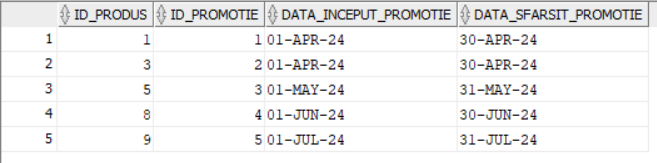 ID_PRODUS ID_PROMOTIE DATA_INCEPUT_PROMOTIE DATA_SFARSIT_PROMOTIE
1 1 1 01-APR-24 30-APR-24
2 3 2 01-APR-24 30-APR-24
3 5 3 01-MAY-24 31-MAY-24
4 8 4 01-JUN-24 30-JUN-24
5 9 5 01-JUL-24 31-JUL-24